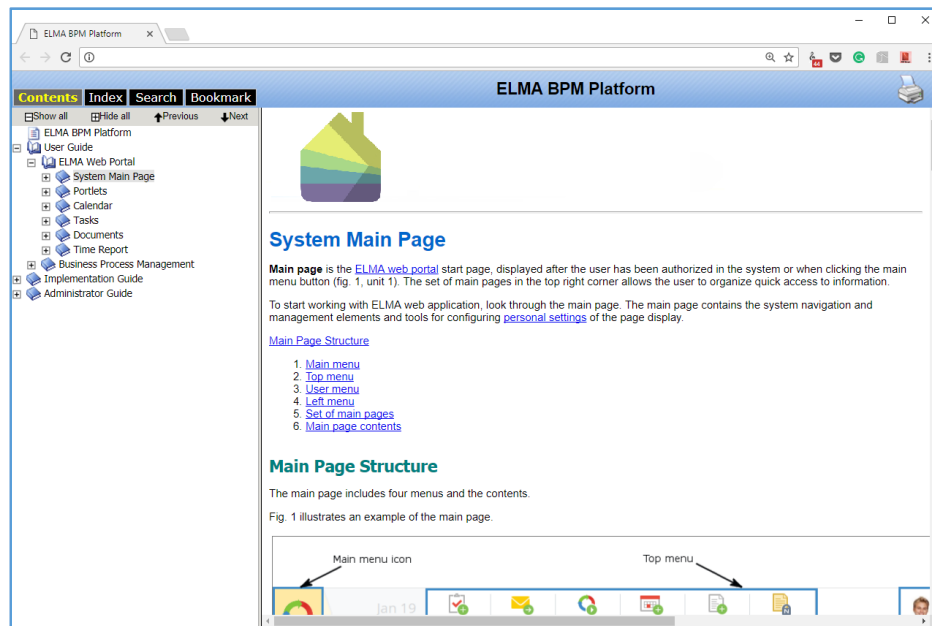 ELMA BPM Platform
ELMA BPM Platform
Contents Index Search Bookmark
Show all Hide all Previous Next
ELMA BPM Platform
User Guide
ELMA Web Portal
System Main Page
Portlets
Calendar
Tasks
Documents
Time Report
Business Process Management
Implementation Guide
Administrator Guide
System Main Page
Main page is the ELMA web portal start page, displayed after the user has been authorized in the system or when clicking the main
menu button (fig. 1, unit 1). The set of main pages in the top right corner allows the user to organize quick access to information.
To start working with ELMA web application, look through the main page. The main page contains the system navigation and
management elements and tools for configuring personal settings of the page display.
Main Page Structure
1. Main menu
2. Top menu
3. User menu
4. Left menu
5. Set of main pages
6. Main page contents
Main Page Structure
The main page includes four menus and the contents.
Fig. 1 illustrates an example of the main page.
Main menu icon
Top menu
Jan 19